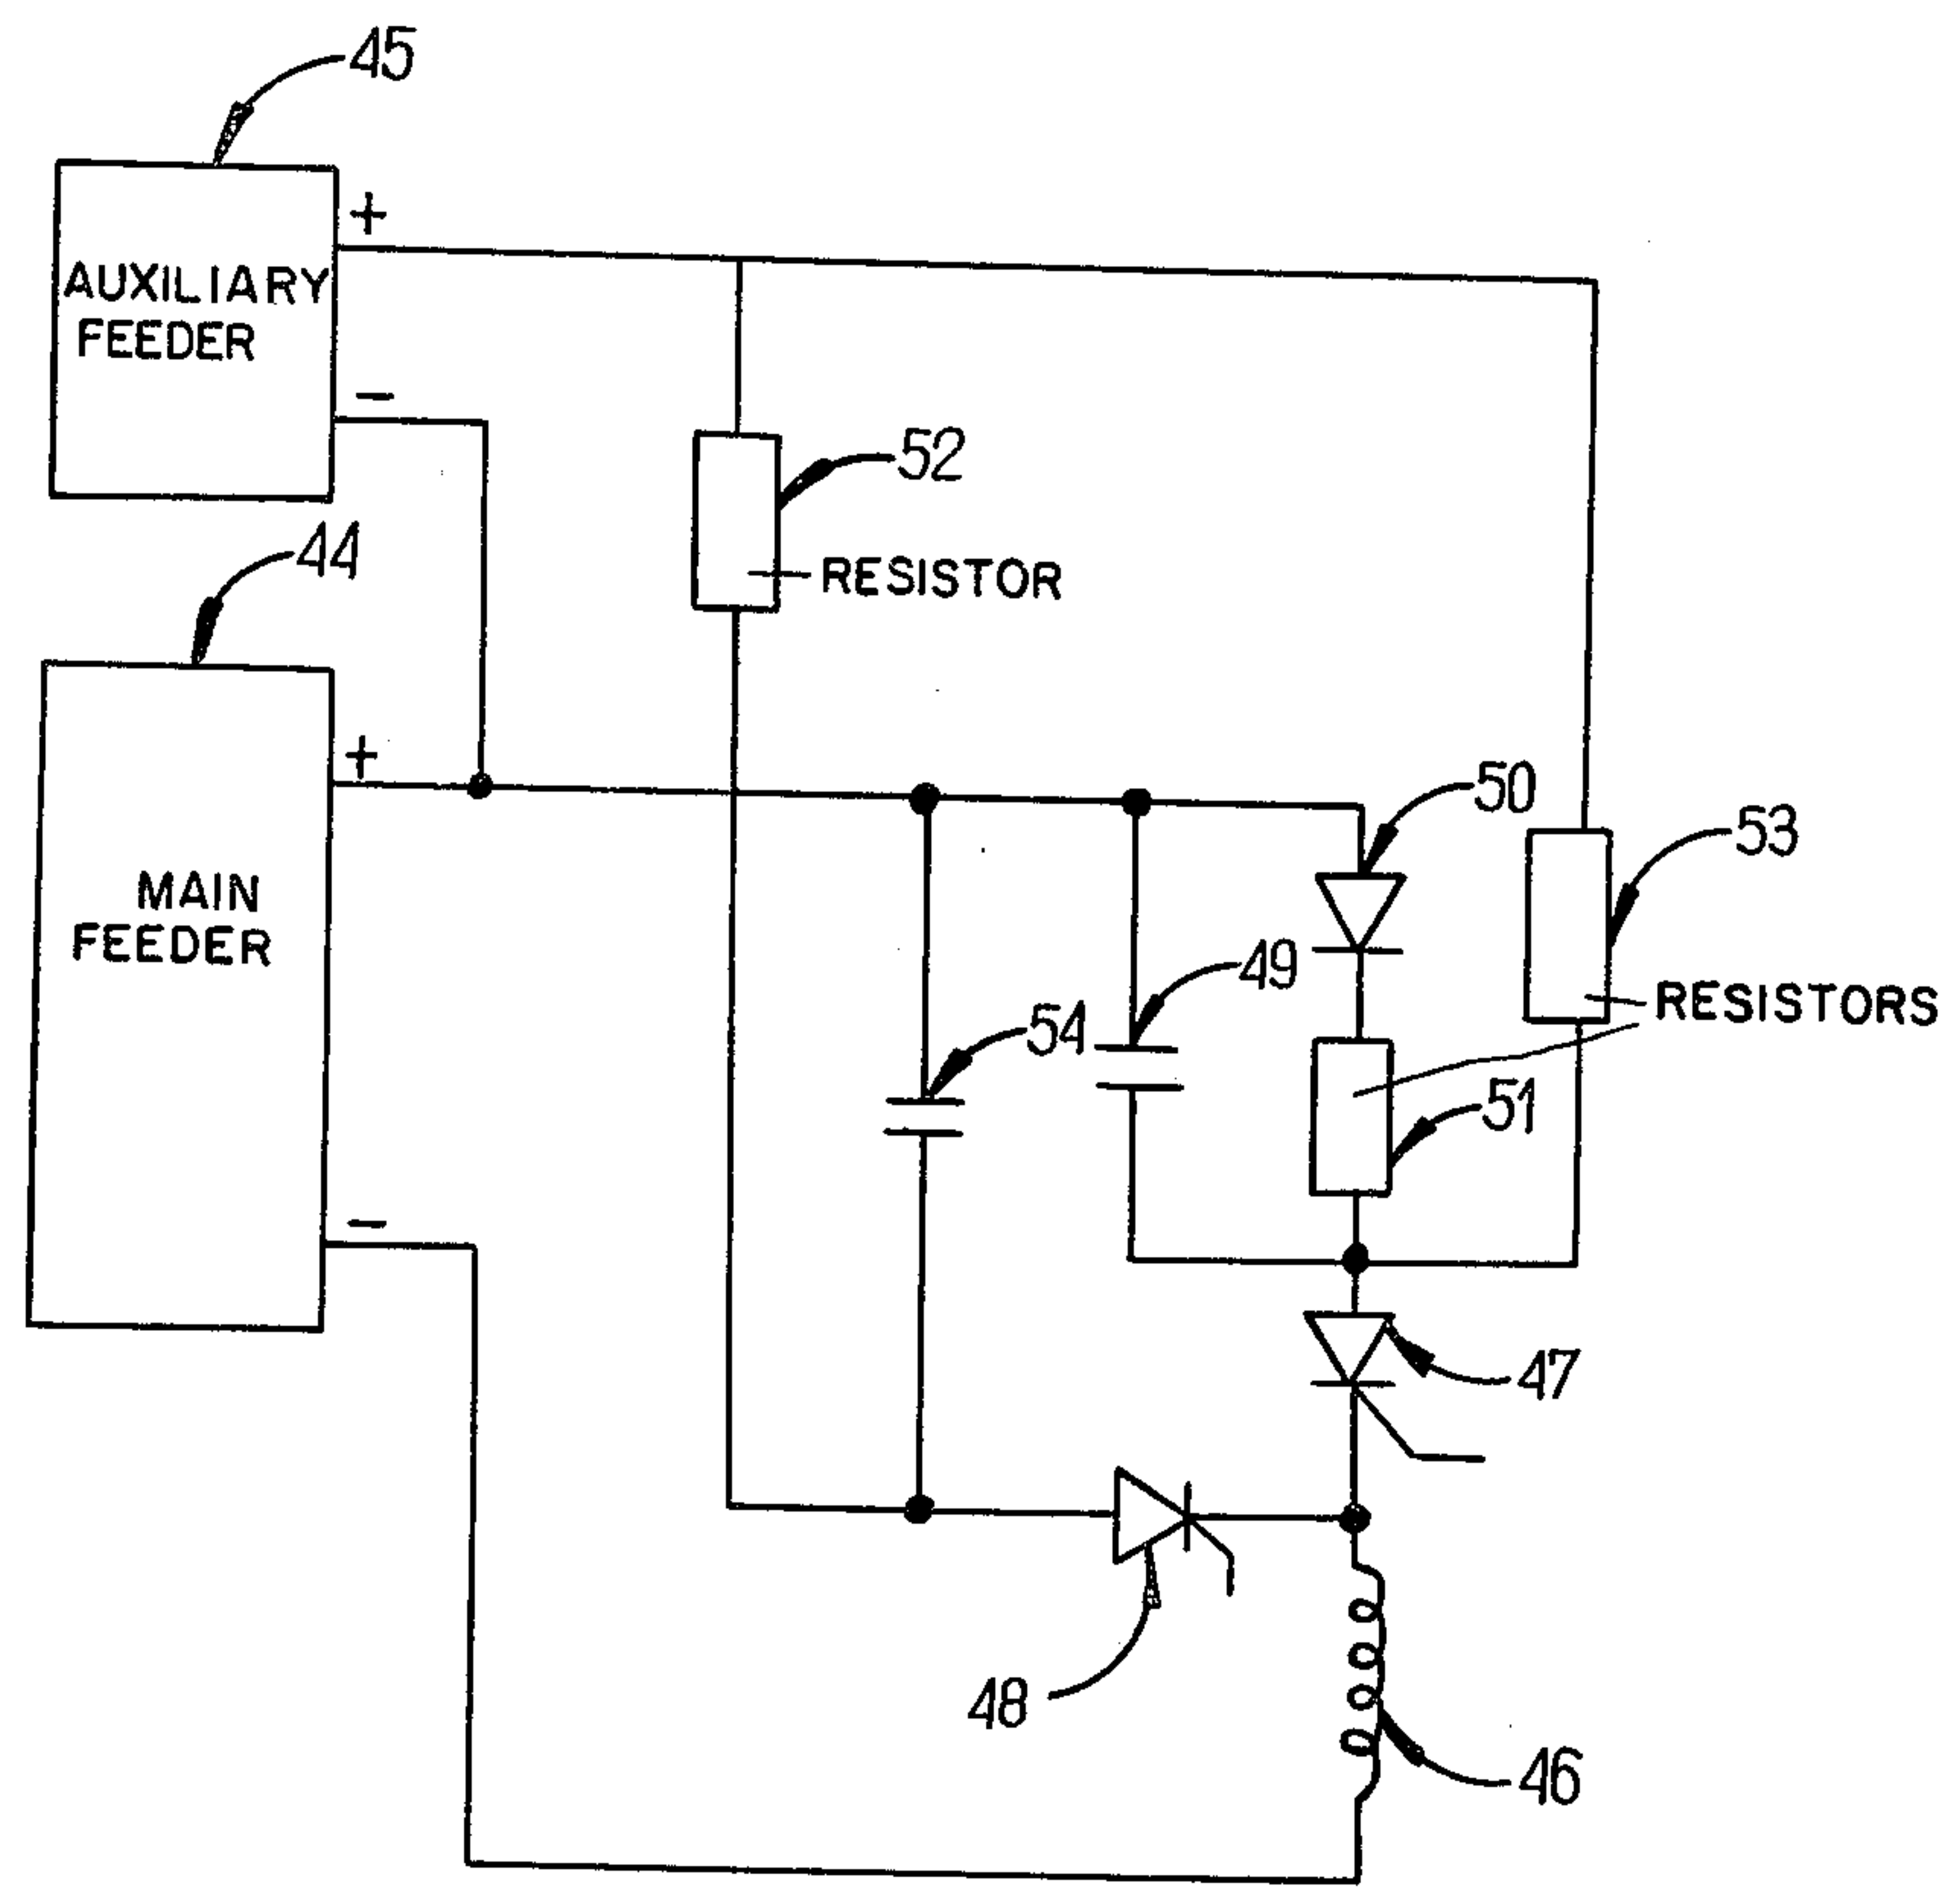 45
+
AUXILIARY
FEEDER
−
52
44
RESISTOR
+
50
53
MAIN
FEEDER
49
RESISTORS
54
51
−
47
48
46